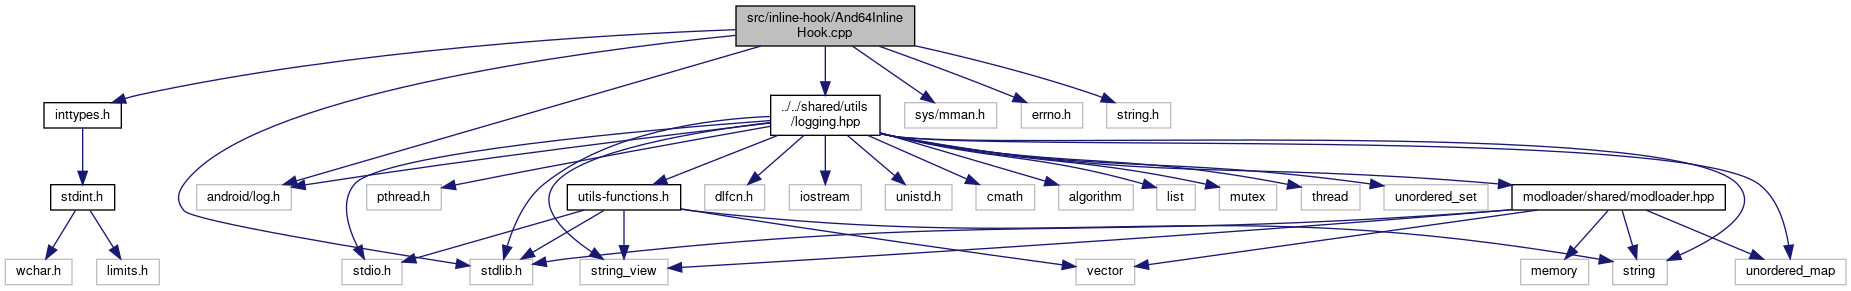 src/inline-hook/And64Inline
Hook.cpp
inttypes.h
../../shared/utils
/logging.hpp
sys/mman.h
errno.h
string.h
stdint.h
android/log.h
pthread.h
utils-functions.h
dlfcn.h
iostream
unistd.h
cmath
algorithm
list
mutex
thread
unordered_set
modloader/shared/modloader.hpp
wchar.h
limits.h
stdio.h
stdlib.h
string_view
vector
memory
string
unordered_map